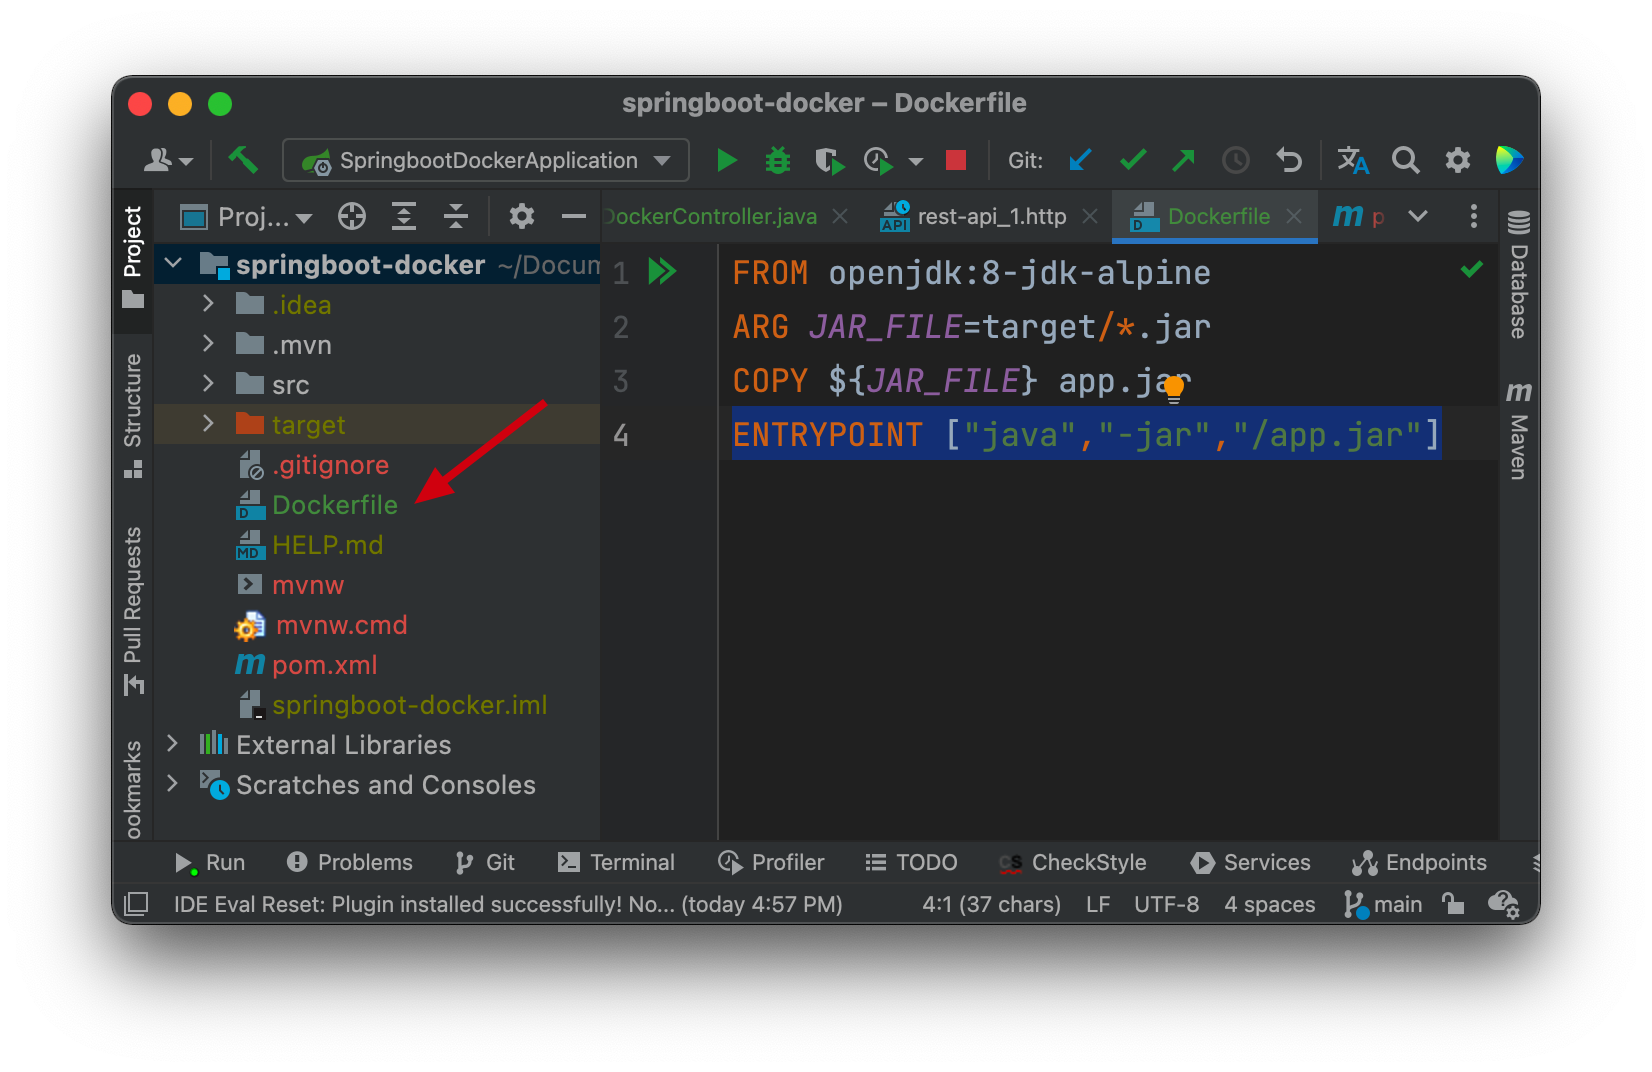 springboot-docker – Dockerfile
SpringbootDockerApplication
Git:
Project
Structure
Pull Requests
ookmarks
Proj...
DockerController.java
API
rest-api_1.http
D
Dockerfile
m
p
springboot-docker ~/Docum
.idea
.mvn
src
target
.gitignore
D
Dockerfile
MD
HELP.md
mvnw
mvnw.cmd
m pom.xml
springboot-docker.iml
External Libraries
Scratches and Consoles
1 FROM openjdk:8-jdk-alpine
2 ARG JAR_FILE=target/*.jar
3 COPY ${JAR_FILE} app.jar
4 ENTRYPOINT ["java","-jar","/app.jar"]
Database
m
Maven
Run
Problems
Git
Terminal
Profiler
TODO
CS CheckStyle
Services
Endpoints
IDE Eval Reset: Plugin installed successfully! No... (today 4:57 PM)
4:1 (37 chars)
LF
UTF-8
4 spaces
main